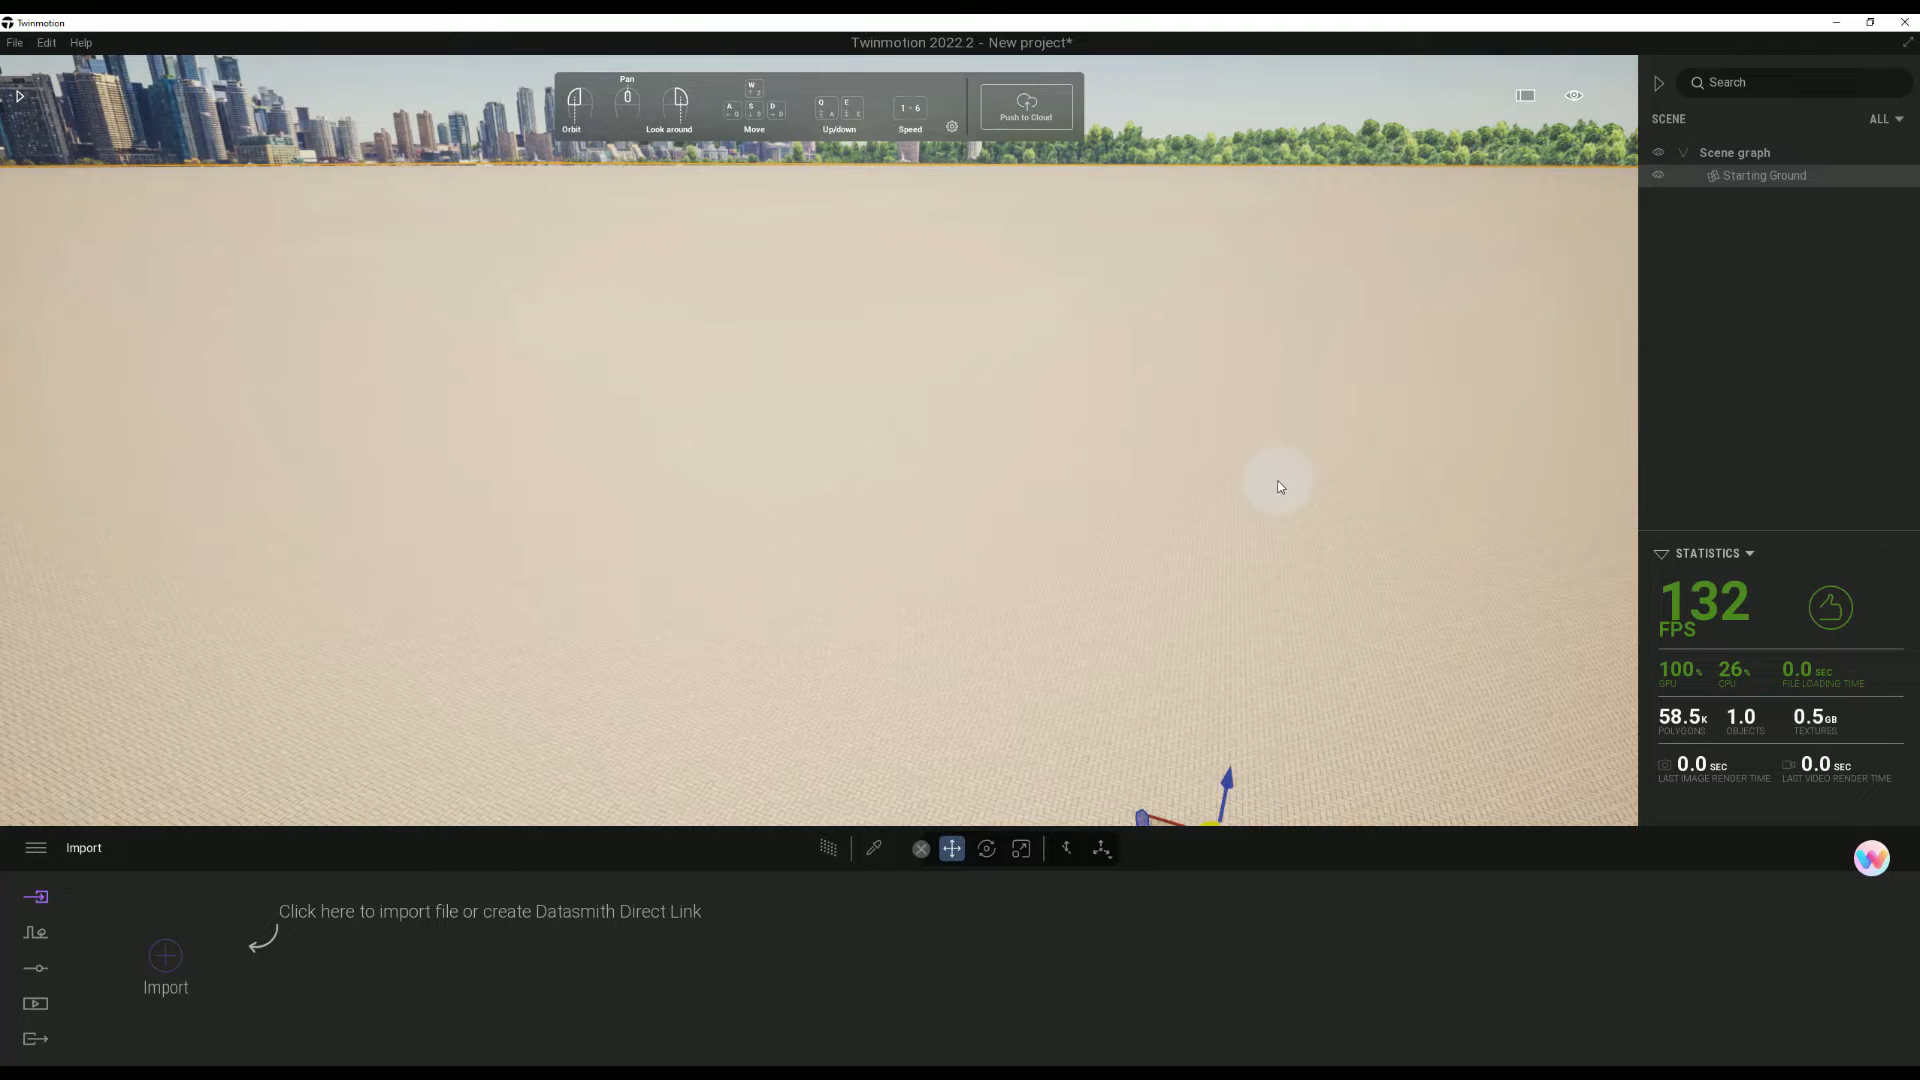 Twinmotion
File Edit Help
Twinmotion 2022.2 - New project*
Pan
Orbit
Look around
W
A S D
Move
Q E
Up/down
1 - 6
Speed
Push to Cloud
Search
SCENE
ALL
Scene graph
Starting Ground
STATISTICS
132
FPS
100% 26% 0.0 SEC
GPU CPU FILE LOADING TIME
58.5K 1.0 0.5GB
POLYGONS OBJECTS TEXTURES
0.0 SEC 0.0 SEC
LAST IMAGE RENDER TIME LAST VIDEO RENDER TIME
Import
Click here to import file or create Datasmith Direct Link
Import